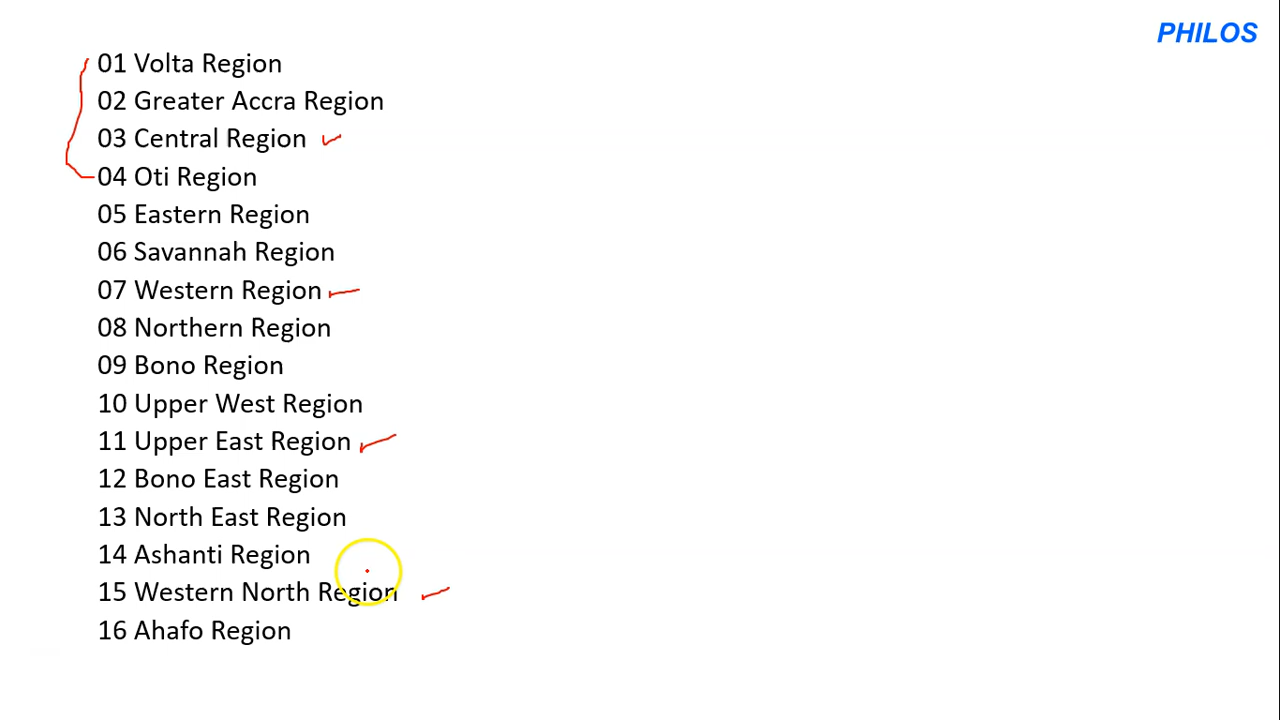 PHILOS
01 Volta Region
02 Greater Accra Region
03 Central Region
04 Oti Region
05 Eastern Region
06 Savannah Region
07 Western Region
08 Northern Region
09 Bono Region
10 Upper West Region
11 Upper East Region
12 Bono East Region
13 North East Region
14 Ashanti Region
15 Western North Region
16 Ahafo Region